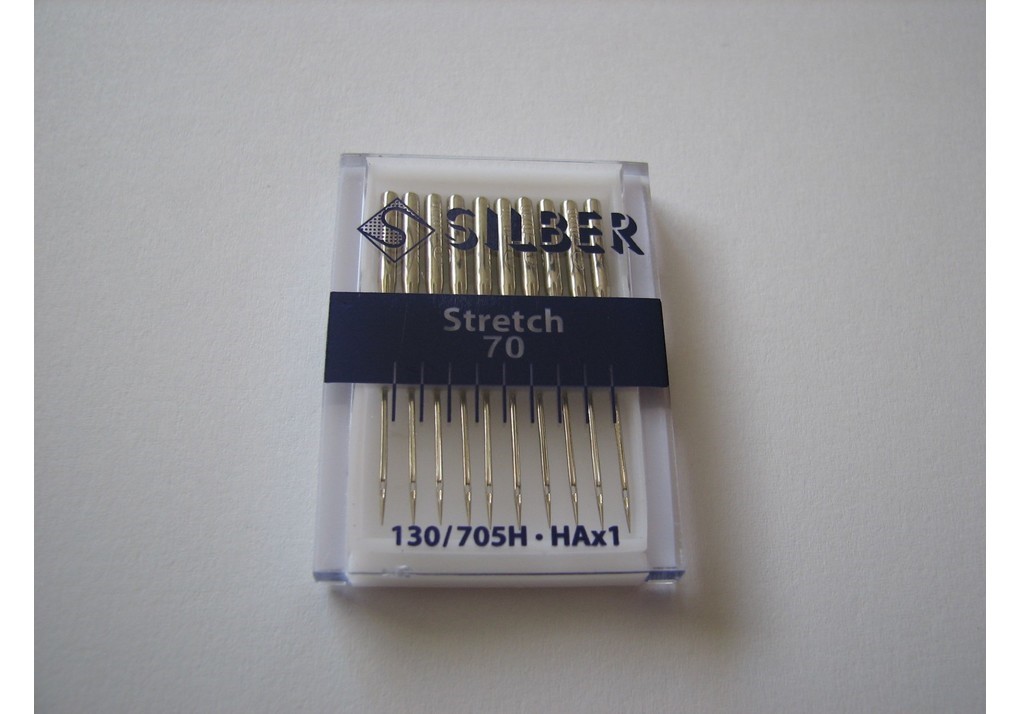 S SILBER
Stretch
70
130/705H · HAx1